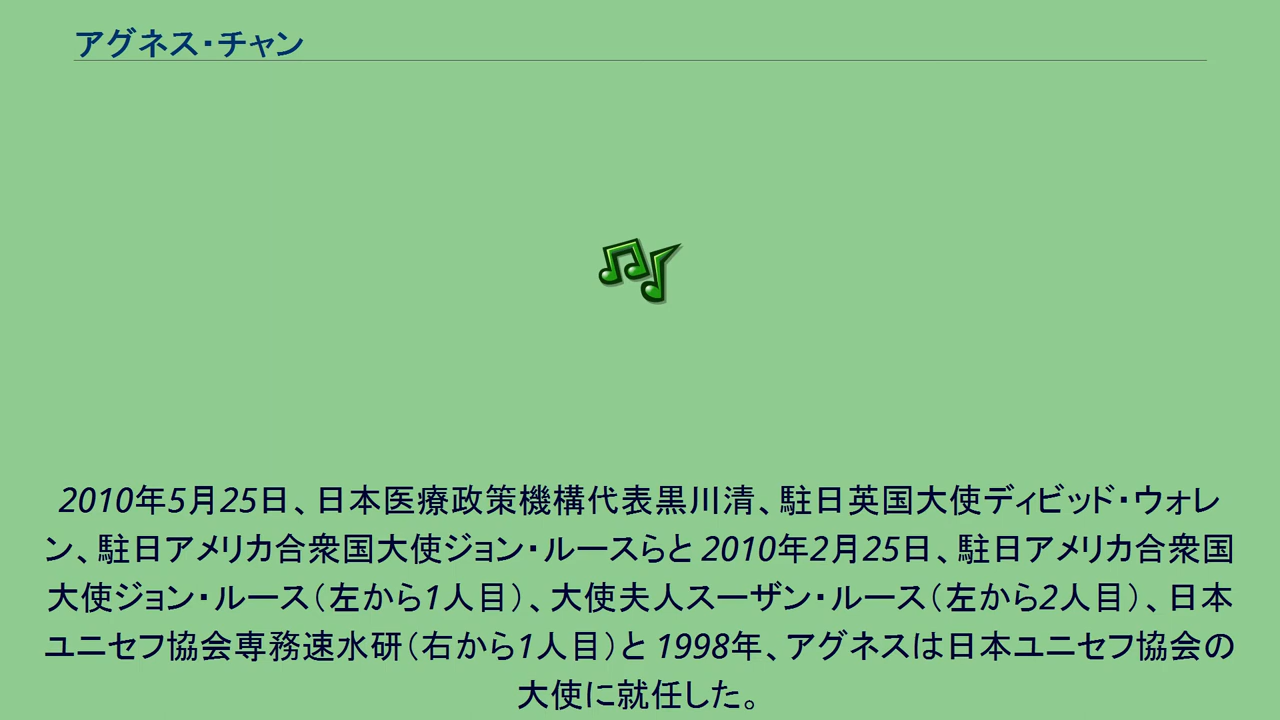 アグネス・チャン
2010年5月25日、日本医療政策機構代表黒川清、駐日英国大使ディビッド・ウォレ
ン、駐日アメリカ合衆国大使ジョン・ルースらと 2010年2月25日、駐日アメリカ合衆国
大使ジョン・ルース（左から1人目）、大使夫人スーザン・ルース（左から2人目）、日本
ユニセフ協会専務速水研（右から1人目）と 1998年、アグネスは日本ユニセフ協会の
大使に就任した。